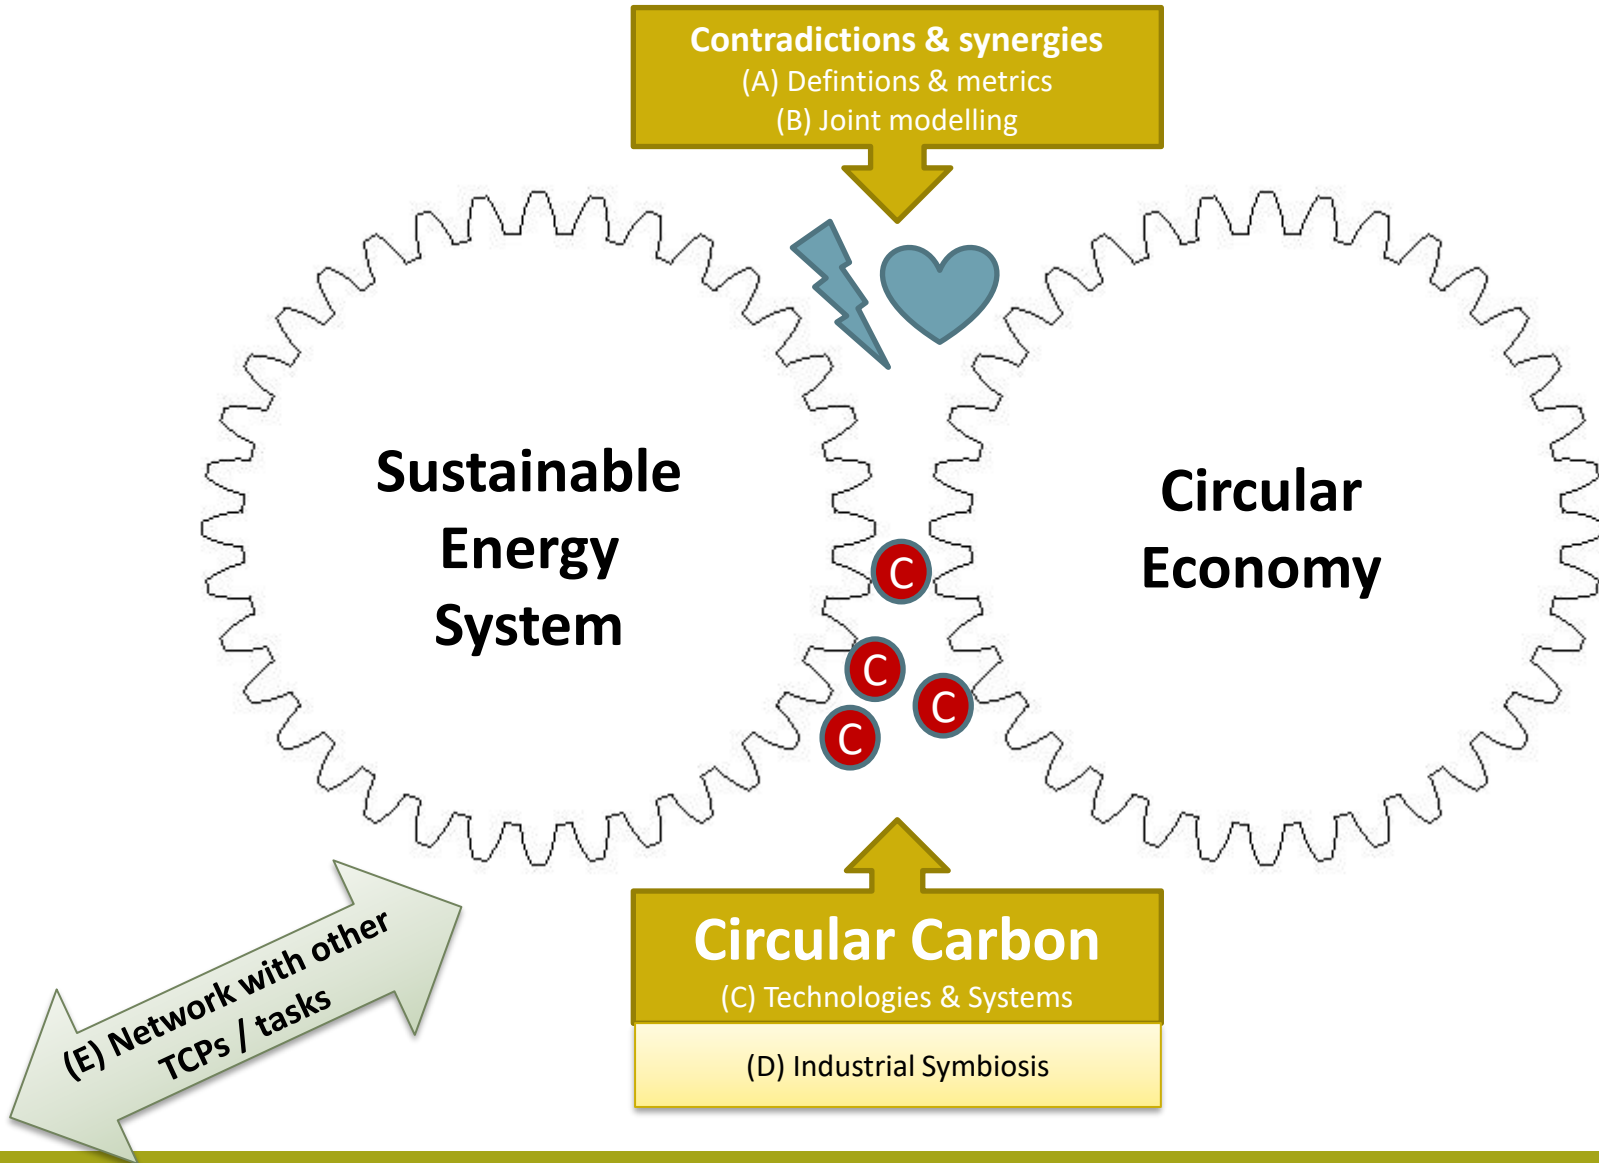 Contradictions & synergies
(A) Defintions & metrics
(B) Joint modelling
Sustainable
Energy
System
Circular
Economy
C
C
C
C
Circular Carbon
(C) Technologies & Systems
(D) Industrial Symbiosis
(E) Network with other
TCPs / tasks